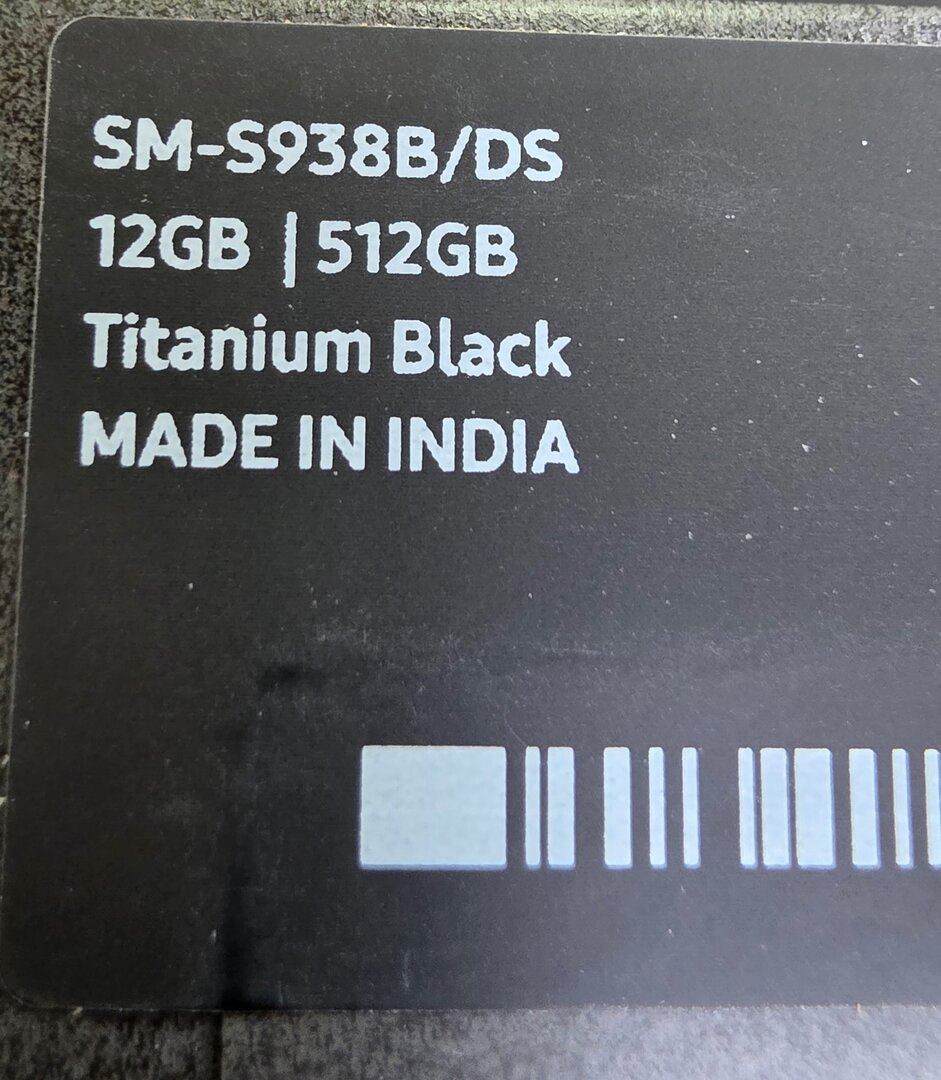 SM-S938B/DS
12GB | 512GB
Titanium Black
MADE IN INDIA